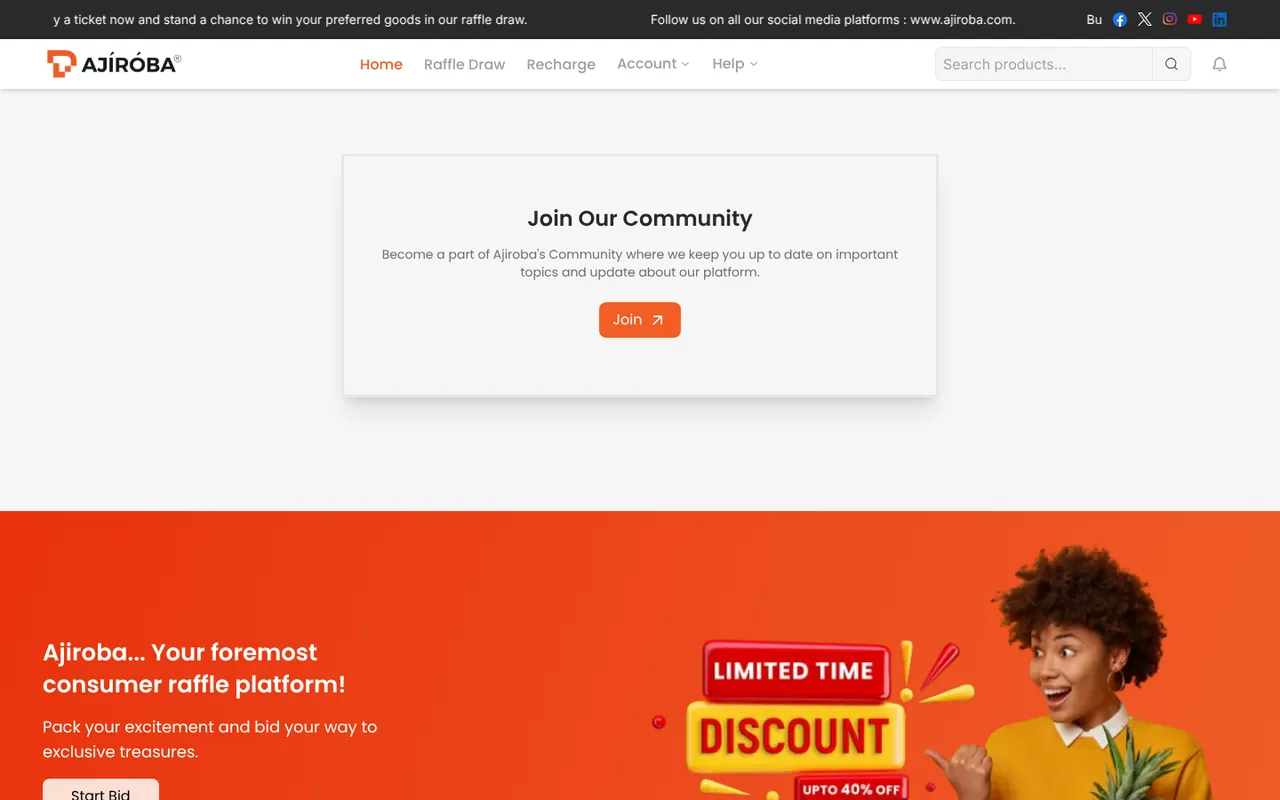 y a ticket now and stand a chance to win your preferred goods in our raffle draw. Follow us on all our social media platforms : www.ajiroba.com. Bu
AJÍRÓBA® Home Raffle Draw Recharge Account Help Search products...
Join Our Community
Become a part of Ajiroba's Community where we keep you up to date on important
topics and update about our platform.
Join
Ajiroba... Your foremost
consumer raffle platform!
Pack your excitement and bid your way to
exclusive treasures.
Start Bid
LIMITED TIME
DISCOUNT
UPTO 40% OFF